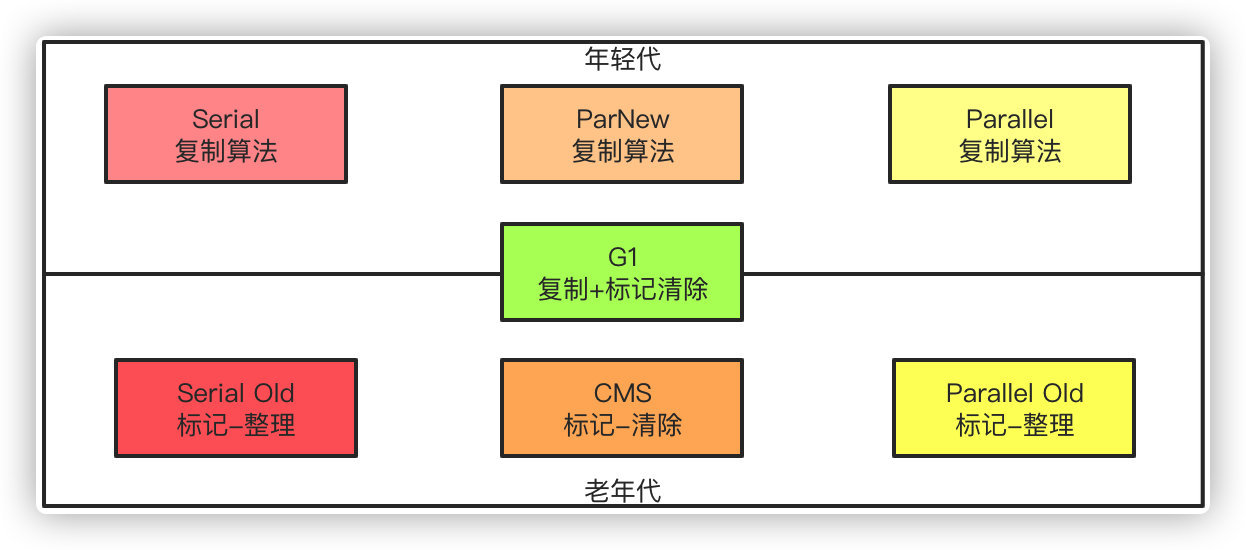 年轻代
Serial
复制算法
ParNew
复制算法
Parallel
复制算法
G1
复制+标记清除
Serial Old
标记-整理
CMS
标记-清除
Parallel Old
标记-整理
老年代